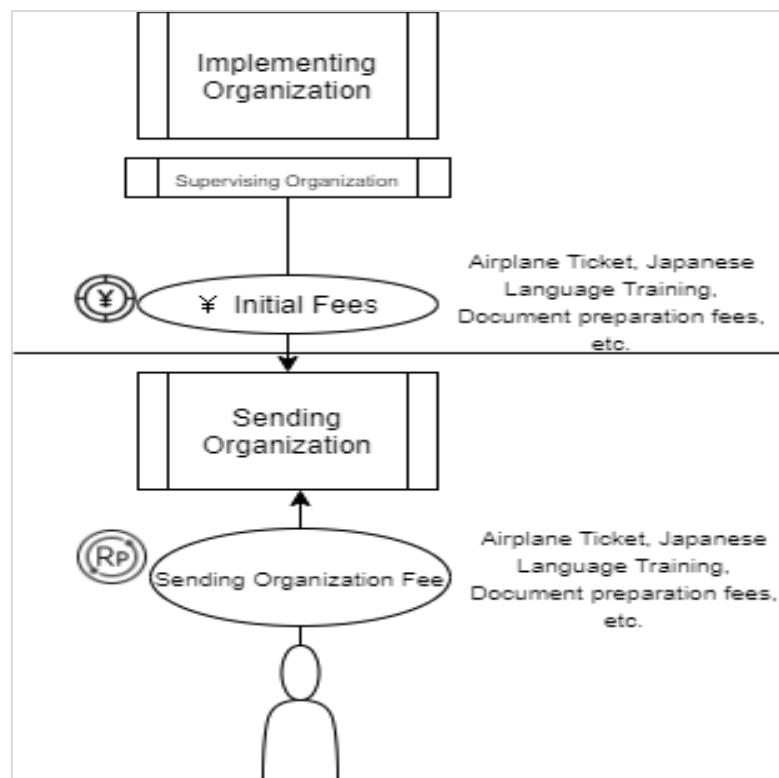 Implementing
Organization
Supervising Organization
¥
¥ Initial Fees
Airplane Ticket, Japanese
Language Training,
Document preparation fees,
etc.
Sending
Organization
Rp
Sending Organization Fee
Airplane Ticket, Japanese
Language Training,
Document preparation fees,
etc.